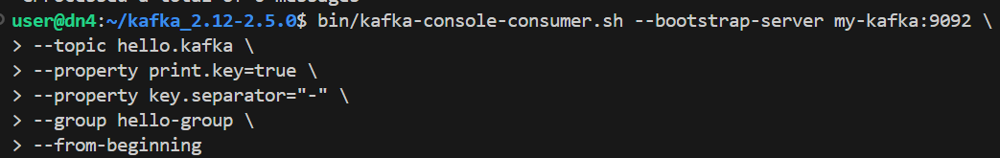 user@dn4:~/kafka_2.12-2.5.0$ bin/kafka-console-consumer.sh --bootstrap-server my-kafka:9092 \
> --topic hello.kafka \
> --property print.key=true \
> --property key.separator="-" \
> --group hello-group \
> --from-beginning